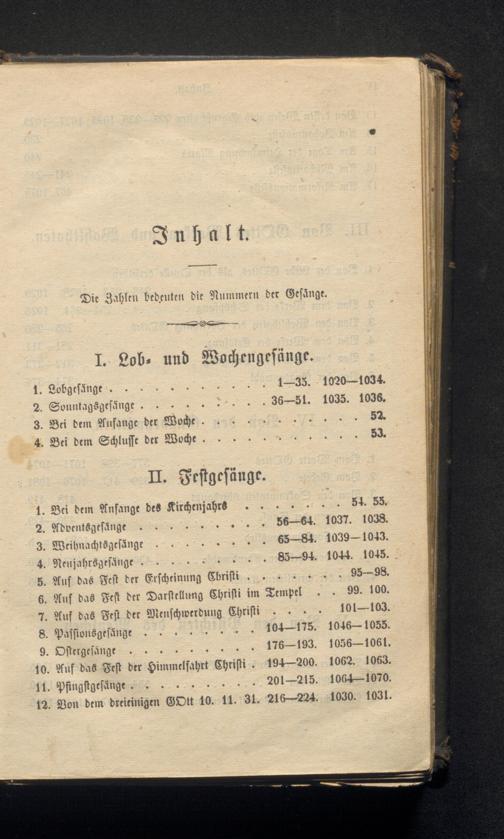 Inhalt.
Die Zahlen bedeuten die Nummern der Gesänge.
I. Lob- und Wochengesänge.
1. Lobgesänge . . . . . . . . . . . 1—35. 1020—1034.
2. Sonntagsgesänge . . . . . . . . . 36—51. 1035. 1036.
3. Bei dem Anfange der Woche . . . . . . . . . . . 52.
4. Bei dem Schlusse der Woche . . . . . . . . . . . 53.
II. Festgesänge.
1. Bei dem Anfange des Kirchenjahrs . . . . . . . 54. 55.
2. Adventsgesänge . . . . . . . . . 56—64. 1037. 1038.
3. Weihnachtsgesänge . . . . . . . . 65—84. 1039—1043.
4. Neujahrsgesänge . . . . . . . . . 85—94. 1044. 1045.
5. Auf das Fest der Erscheinung Christi . . . . . . 95—98.
6. Auf das Fest der Darstellung Christi im Tempel . . 99. 100.
7. Auf das Fest der Menschwerdung Christi . . . . 101—103.
8. Passionsgesänge . . . . . . . . 104—175. 1046—1055.
9. Ostergesänge . . . . . . . . . 176—193. 1056—1061.
10. Auf das Fest der Himmelfahrt Christi . 194—200. 1062. 1063.
11. Pfingstgesänge . . . . . . . . 201—215. 1064—1070.
12. Von dem dreieinigen GOtt 10. 11. 31. 216—224. 1030. 1031.